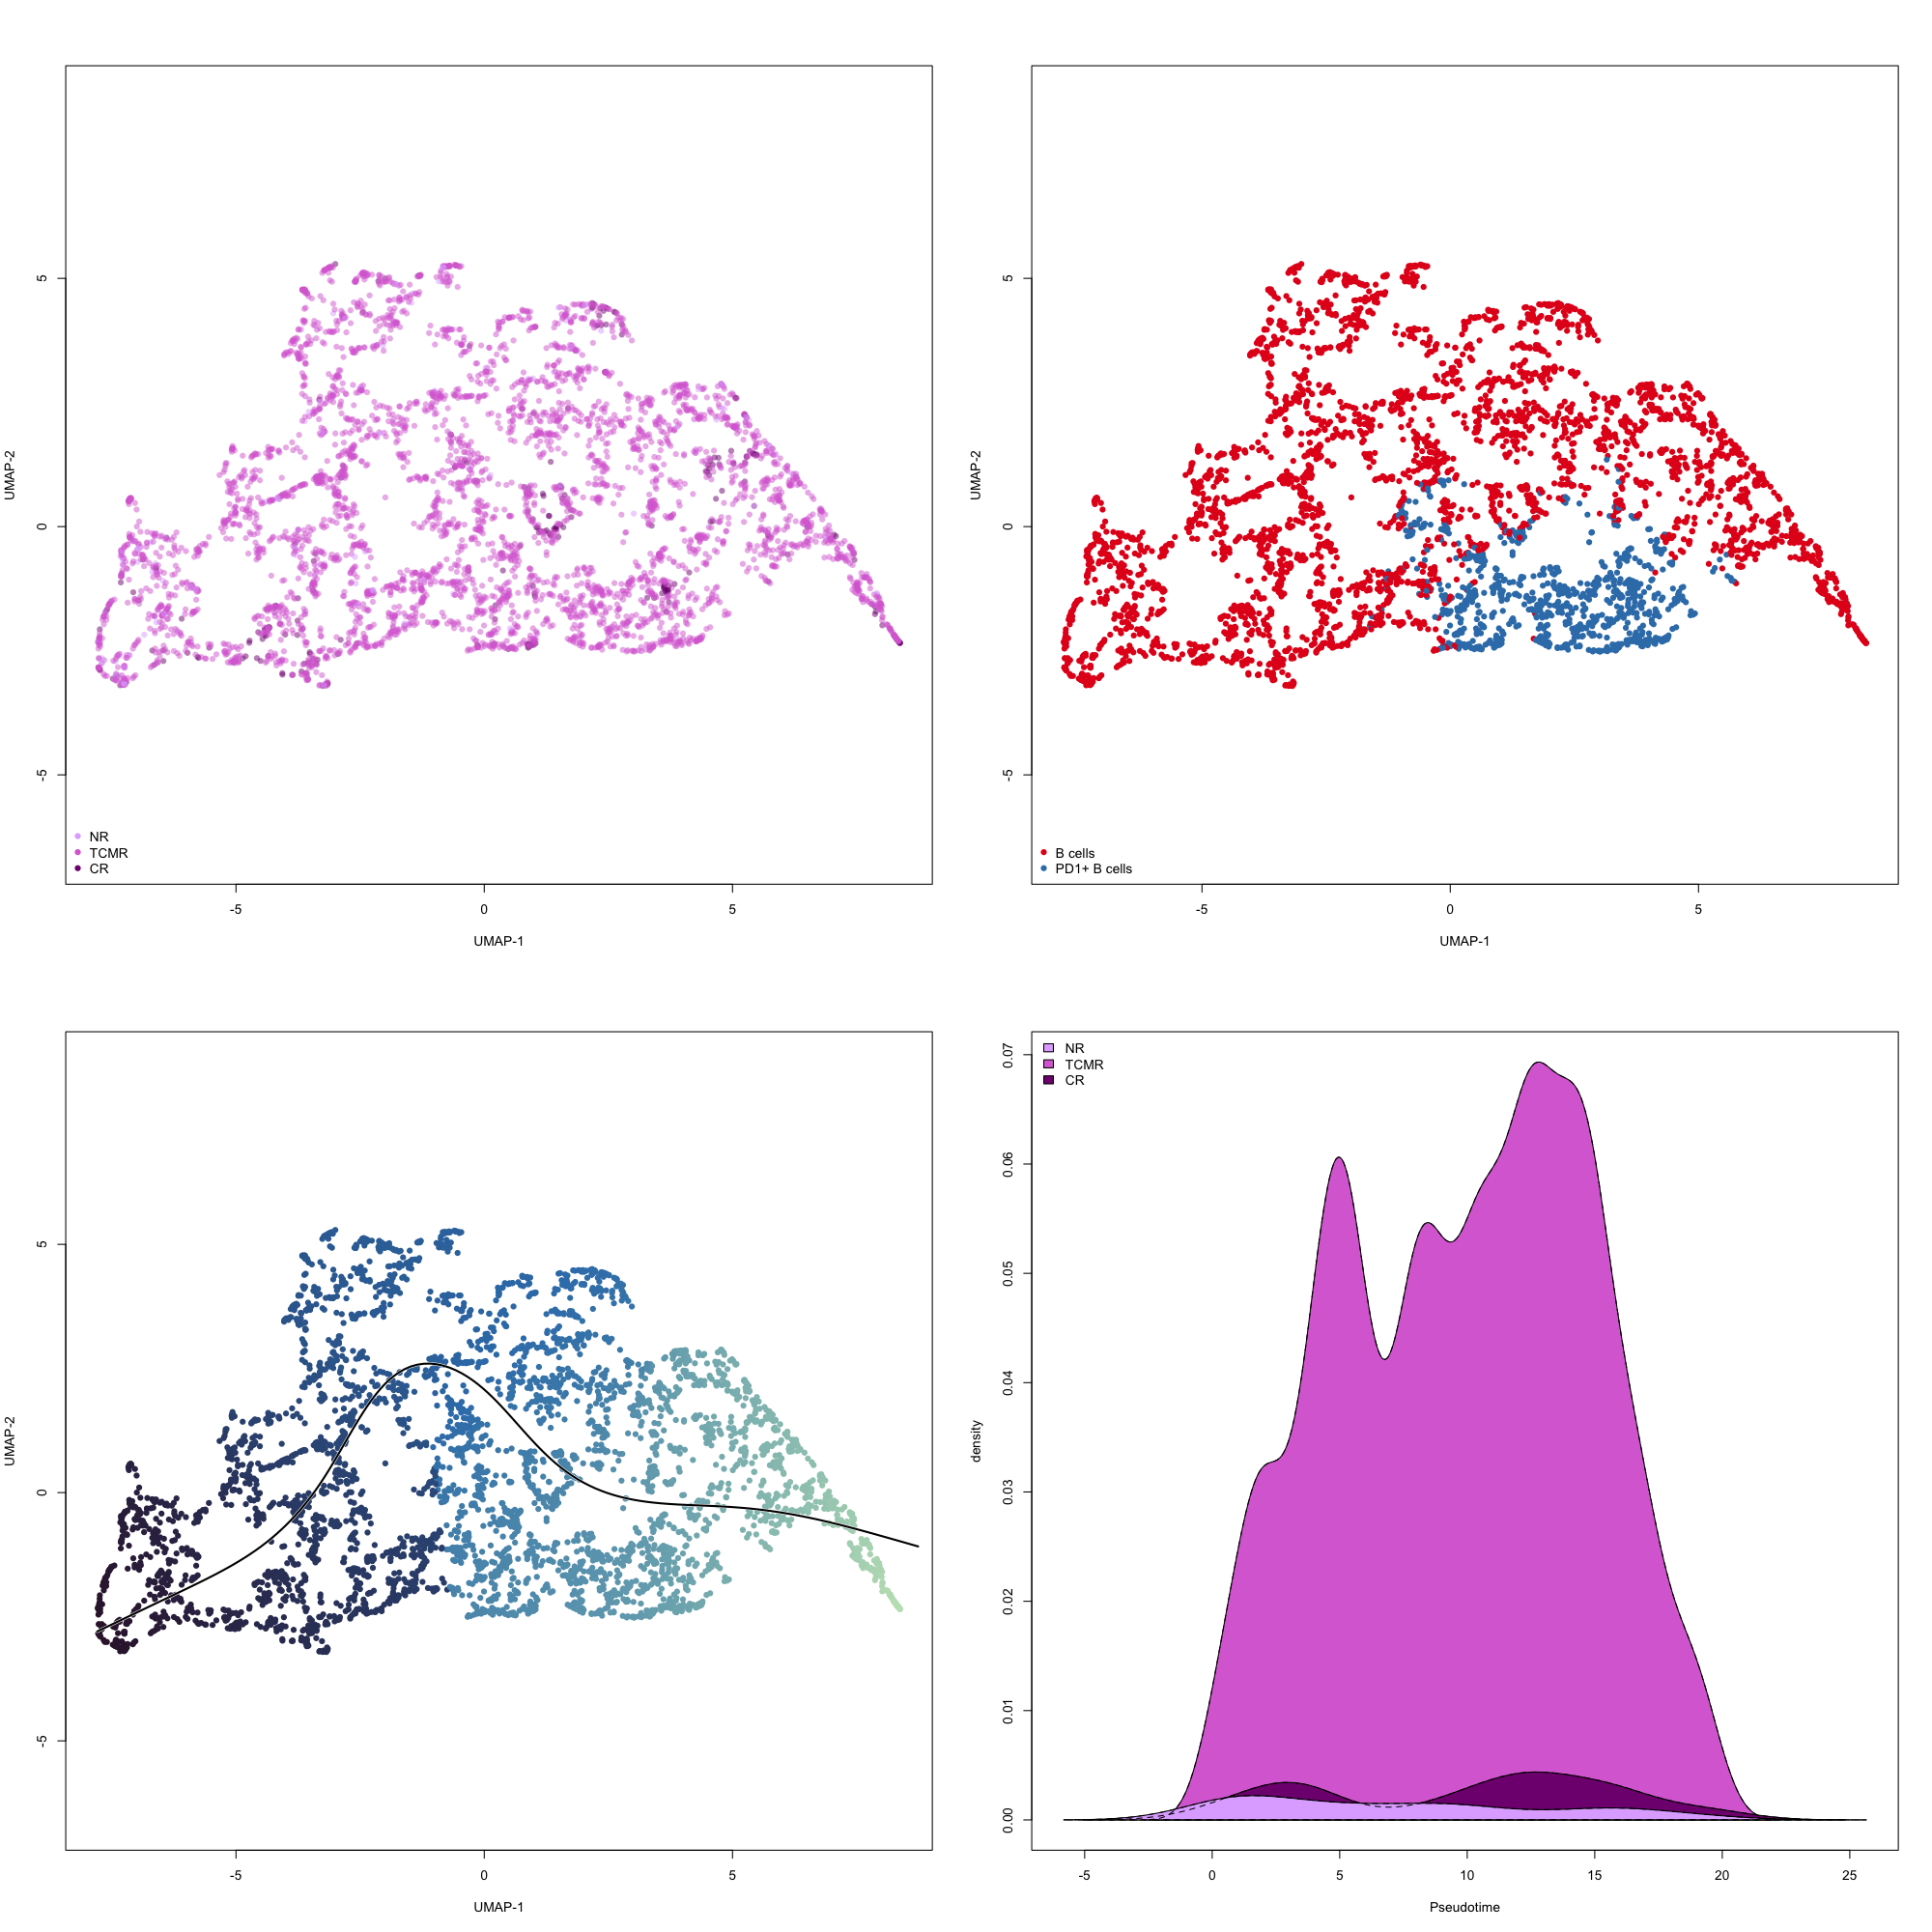 UMAP-2
5
0
-5
NR
TCMR
CR
-5
0
5
UMAP-1
UMAP-2
5
0
-5
B cells
PD1+ B cells
-5
0
5
UMAP-1
UMAP-2
5
0
-5
-5
0
5
UMAP-1
density
0.07
0.06
0.05
0.04
0.03
0.02
0.01
0.00
NR
TCMR
CR
-5
0
5
10
15
20
25
Pseudotime